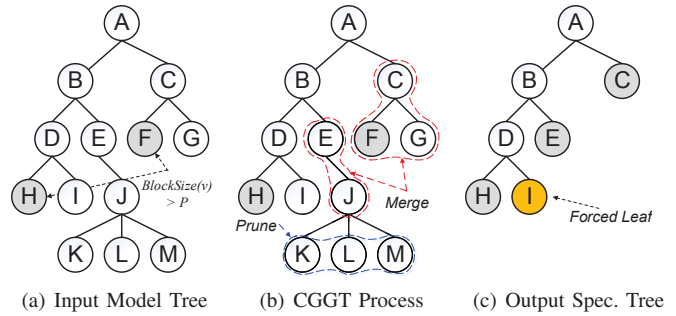 A
B
C
D
E
F
G
H
I
J
BlockSize(v)
> P
K
L
M
(a) Input Model Tree
A
B
C
D
E
F
G
H
I
J
Merge
Prune
K
L
M
(b) CGGT Process
A
B
C
D
E
H
I
Forced Leaf
(c) Output Spec. Tree